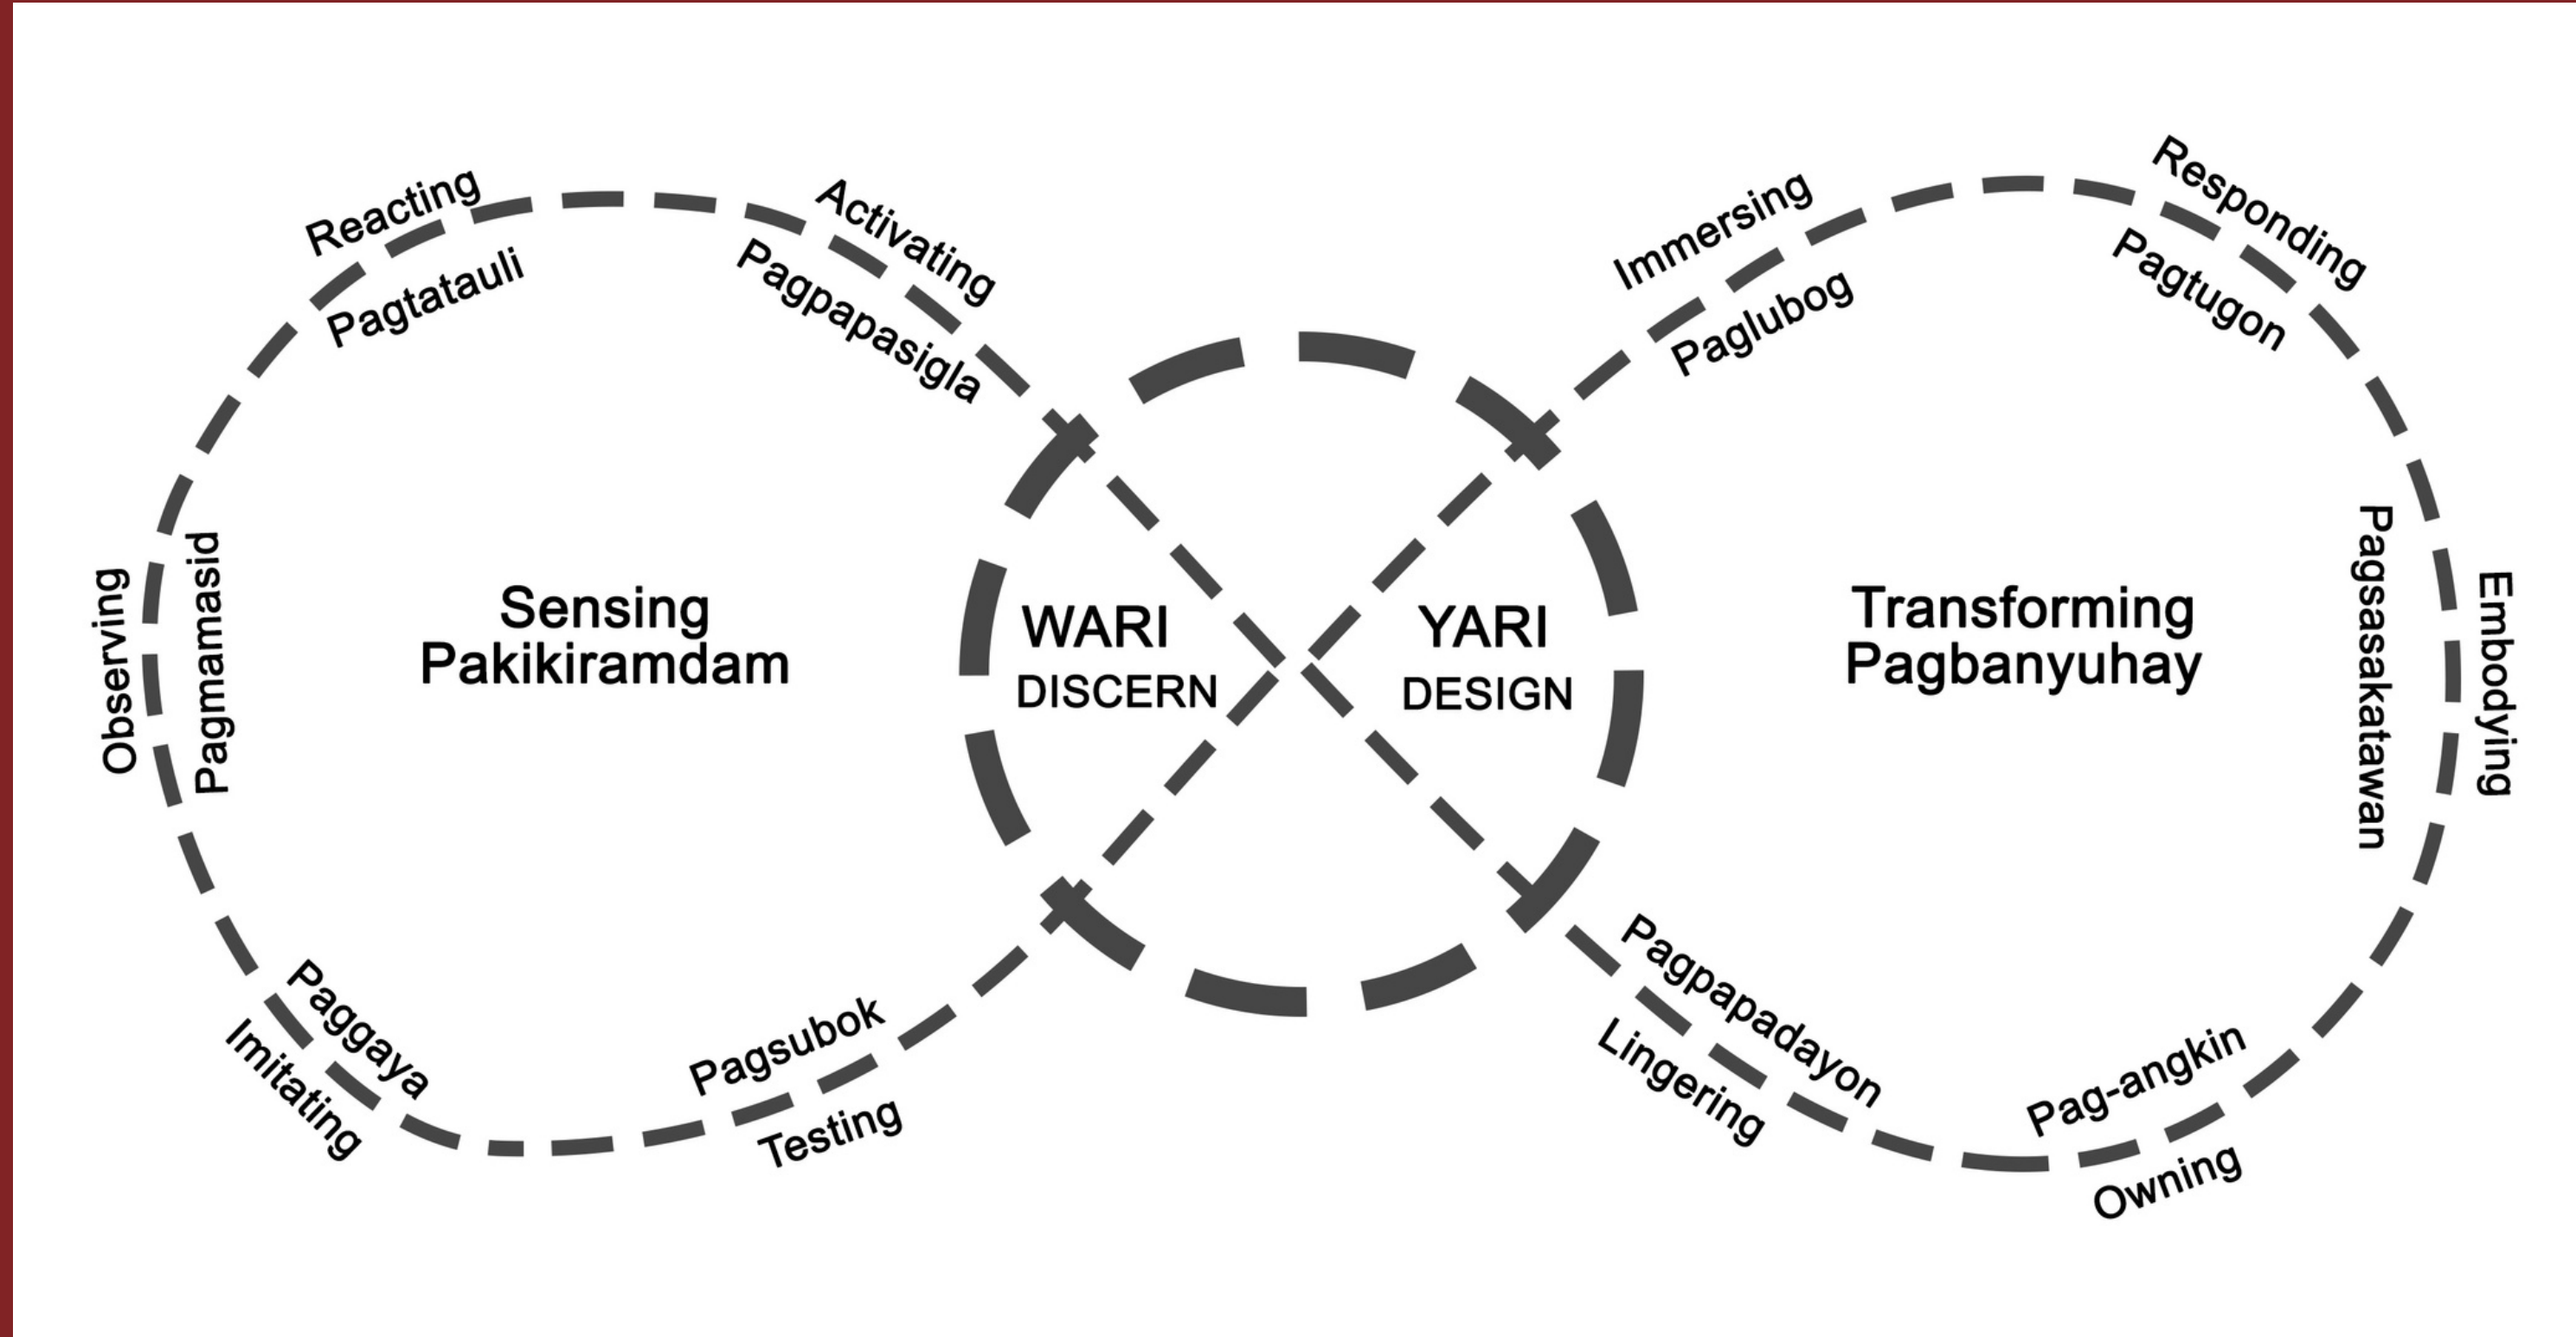 Reacting
Pagtatauli
Activating
Pagpapasigla
Observing
Pagmamasid
Sensing
Pakikiramdam
Paggaya
Imitating
Pagsubok
Testing
WARI
DISCERN
YARI
DESIGN
Immersing
Paglubog
Responding
Pagtugon
Transforming
Pagbanyuhay
Pagsasakatawan
Embodying
Pagpapadayon
Lingering
Pag-angkin
Owning